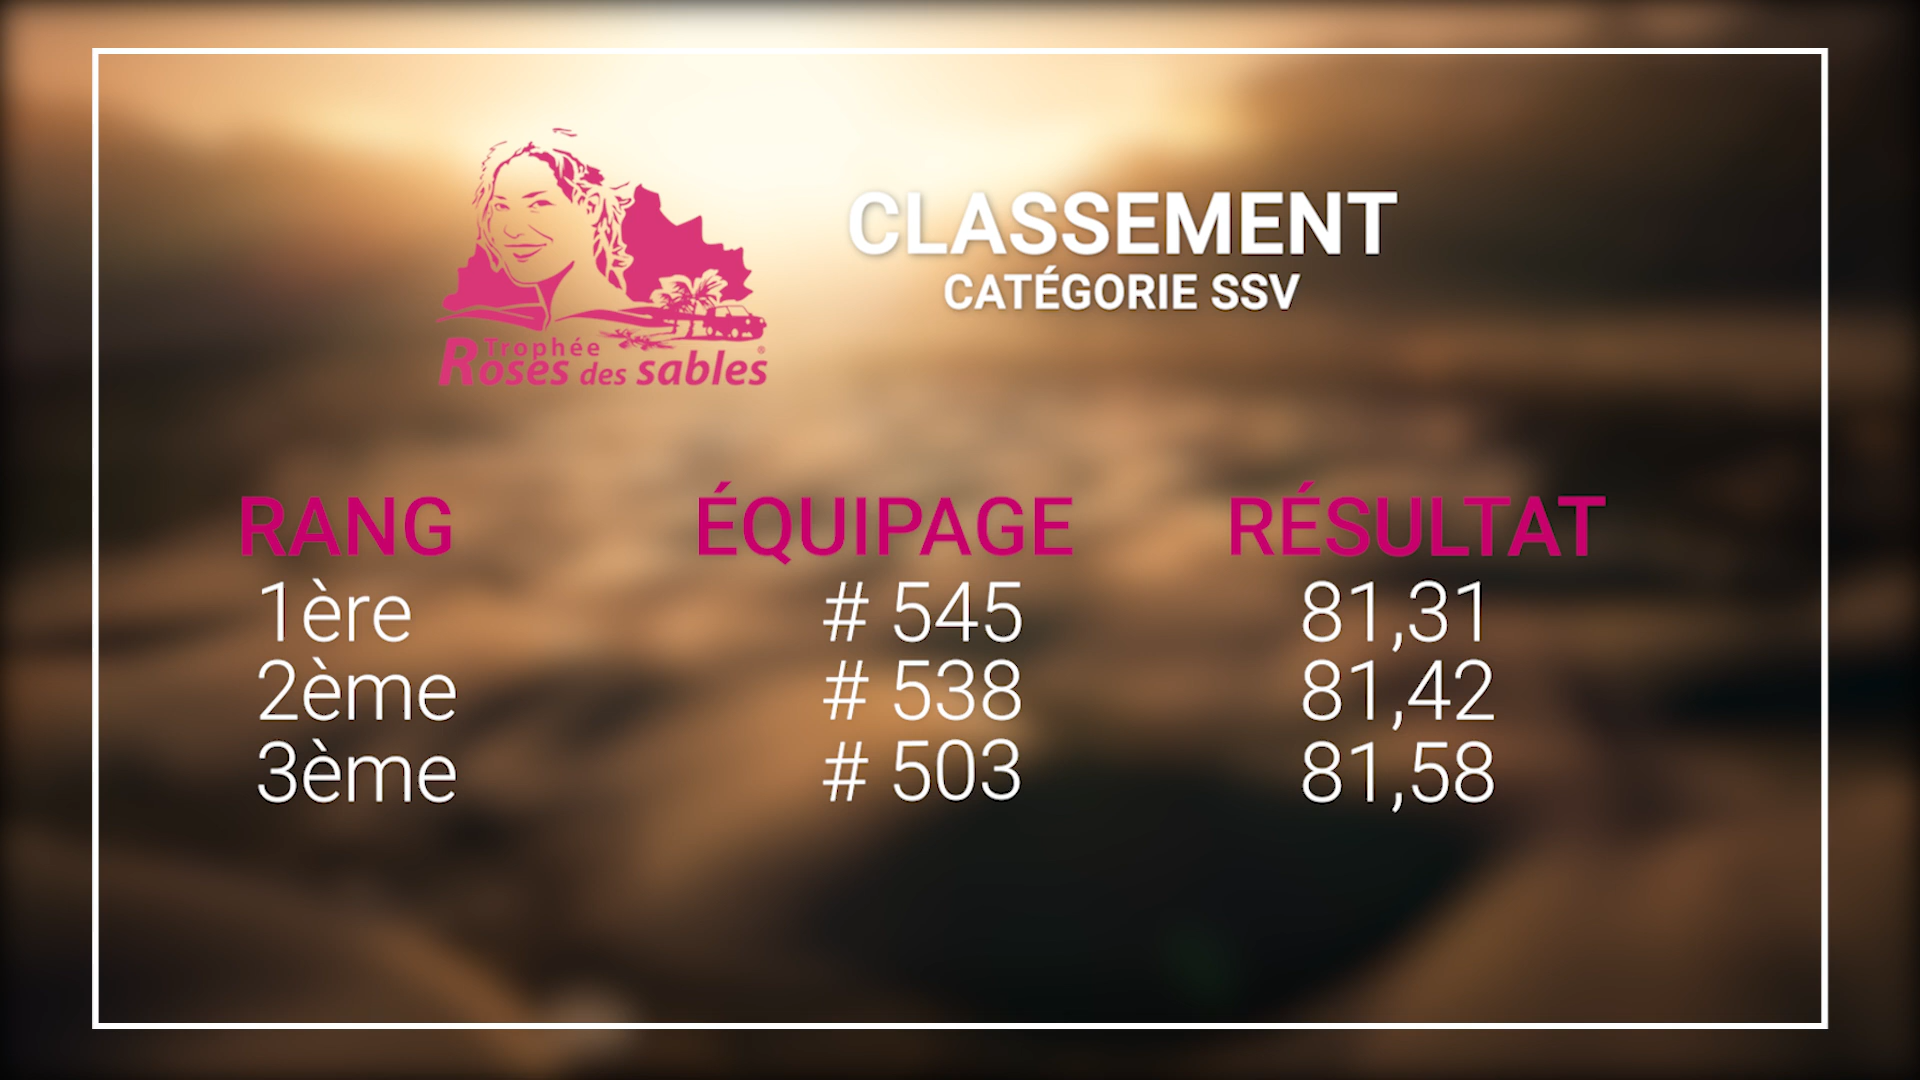 CLASSEMENT
CATÉGORIE SSV
Trophée
Roses des sables®
RANG ÉQUIPAGE RÉSULTAT
1ère # 545 81,31
2ème # 538 81,42
3ème # 503 81,58